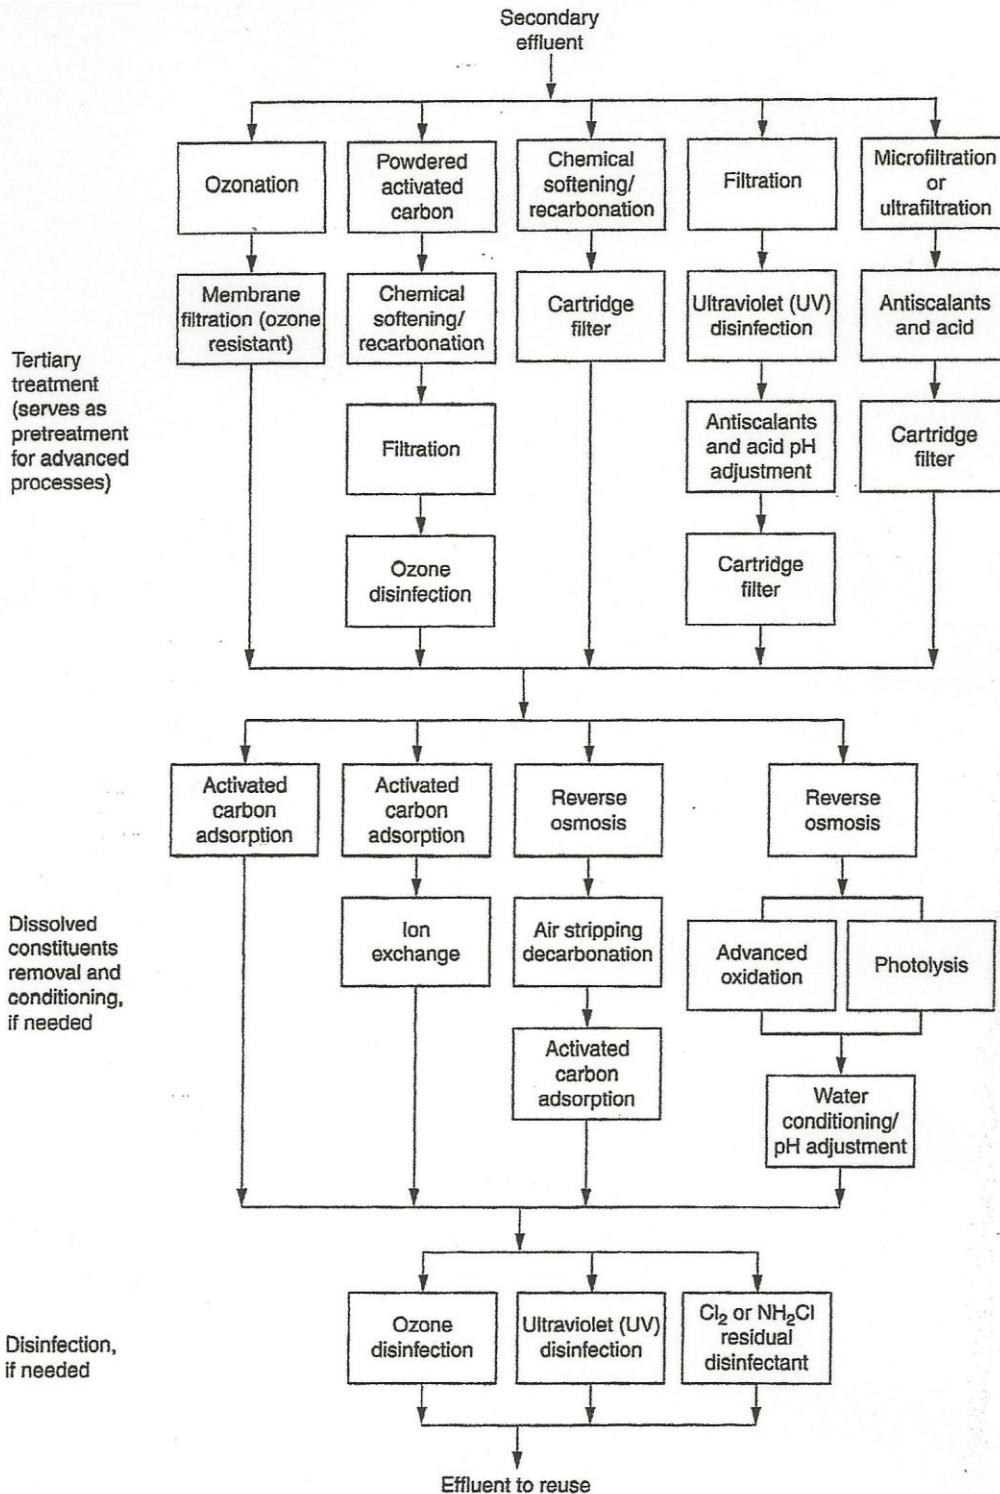 Secondary
effluent
Ozonation
Powdered
activated
carbon
Chemical
softening/
recarbonation
Filtration
Microfiltration
or
ultrafiltration
Membrane
filtration (ozone
resistant)
Chemical
softening/
recarbonation
Cartridge
filter
Ultraviolet (UV)
disinfection
Antiscalants
and acid
Tertiary
treatment
(serves as
pretreatment
for advanced
processes)
Filtration
Antiscalants
and acid pH
adjustment
Cartridge
filter
Ozone
disinfection
Cartridge
filter
Activated
carbon
adsorption
Activated
carbon
adsorption
Reverse
osmosis
Reverse
osmosis
Dissolved
constituents
removal and
conditioning,
if needed
Ion
exchange
Air stripping
decarbonation
Advanced
oxidation
Photolysis
Activated
carbon
adsorption
Water
conditioning/
pH adjustment
Disinfection,
if needed
Ozone
disinfection
Ultraviolet (UV)
disinfection
Cl₂ or NH₂Cl
residual
disinfectant
Effluent to reuse